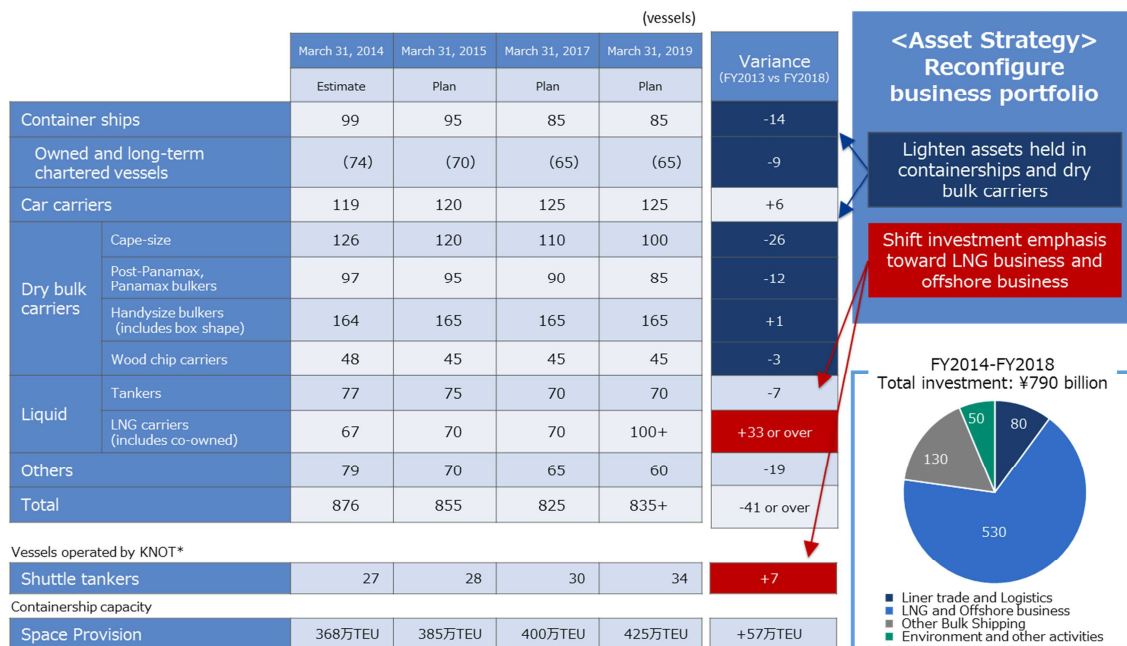 (vessels)
March 31, 2014 March 31, 2015 March 31, 2017 March 31, 2019 Variance
(FY2013 vs FY2018)
Estimate Plan Plan Plan
Container ships 99 95 85 85 -14
Owned and long-term
chartered vessels (74) (70) (65) (65) -9
Car carriers 119 120 125 125 +6
Dry bulk
carriers
Cape-size 126 120 110 100 -26
Post-Panamax,
Panamax bulkers 97 95 90 85 -12
Handysize bulkers
(includes box shape) 164 165 165 165 +1
Wood chip carriers 48 45 45 45 -3
Liquid
Tankers 77 75 70 70 -7
LNG carriers
(includes co-owned) 67 70 70 100+ +33 or over
Others 79 70 65 60 -19
Total 876 855 825 835+ -41 or over
Vessels operated by KNOT*
Shuttle tankers 27 28 30 34 +7
Containership capacity
Space Provision 368万TEU 385万TEU 400万TEU 425万TEU +57万TEU
<Asset Strategy>
Reconfigure
business portfolio
Lighten assets held in
containerships and dry
bulk carriers
Shift investment emphasis
toward LNG business and
offshore business
FY2014-FY2018
Total investment: ¥790 billion
50
80
130
530
Liner trade and Logistics
LNG and Offshore business
Other Bulk Shipping
Environment and other activities